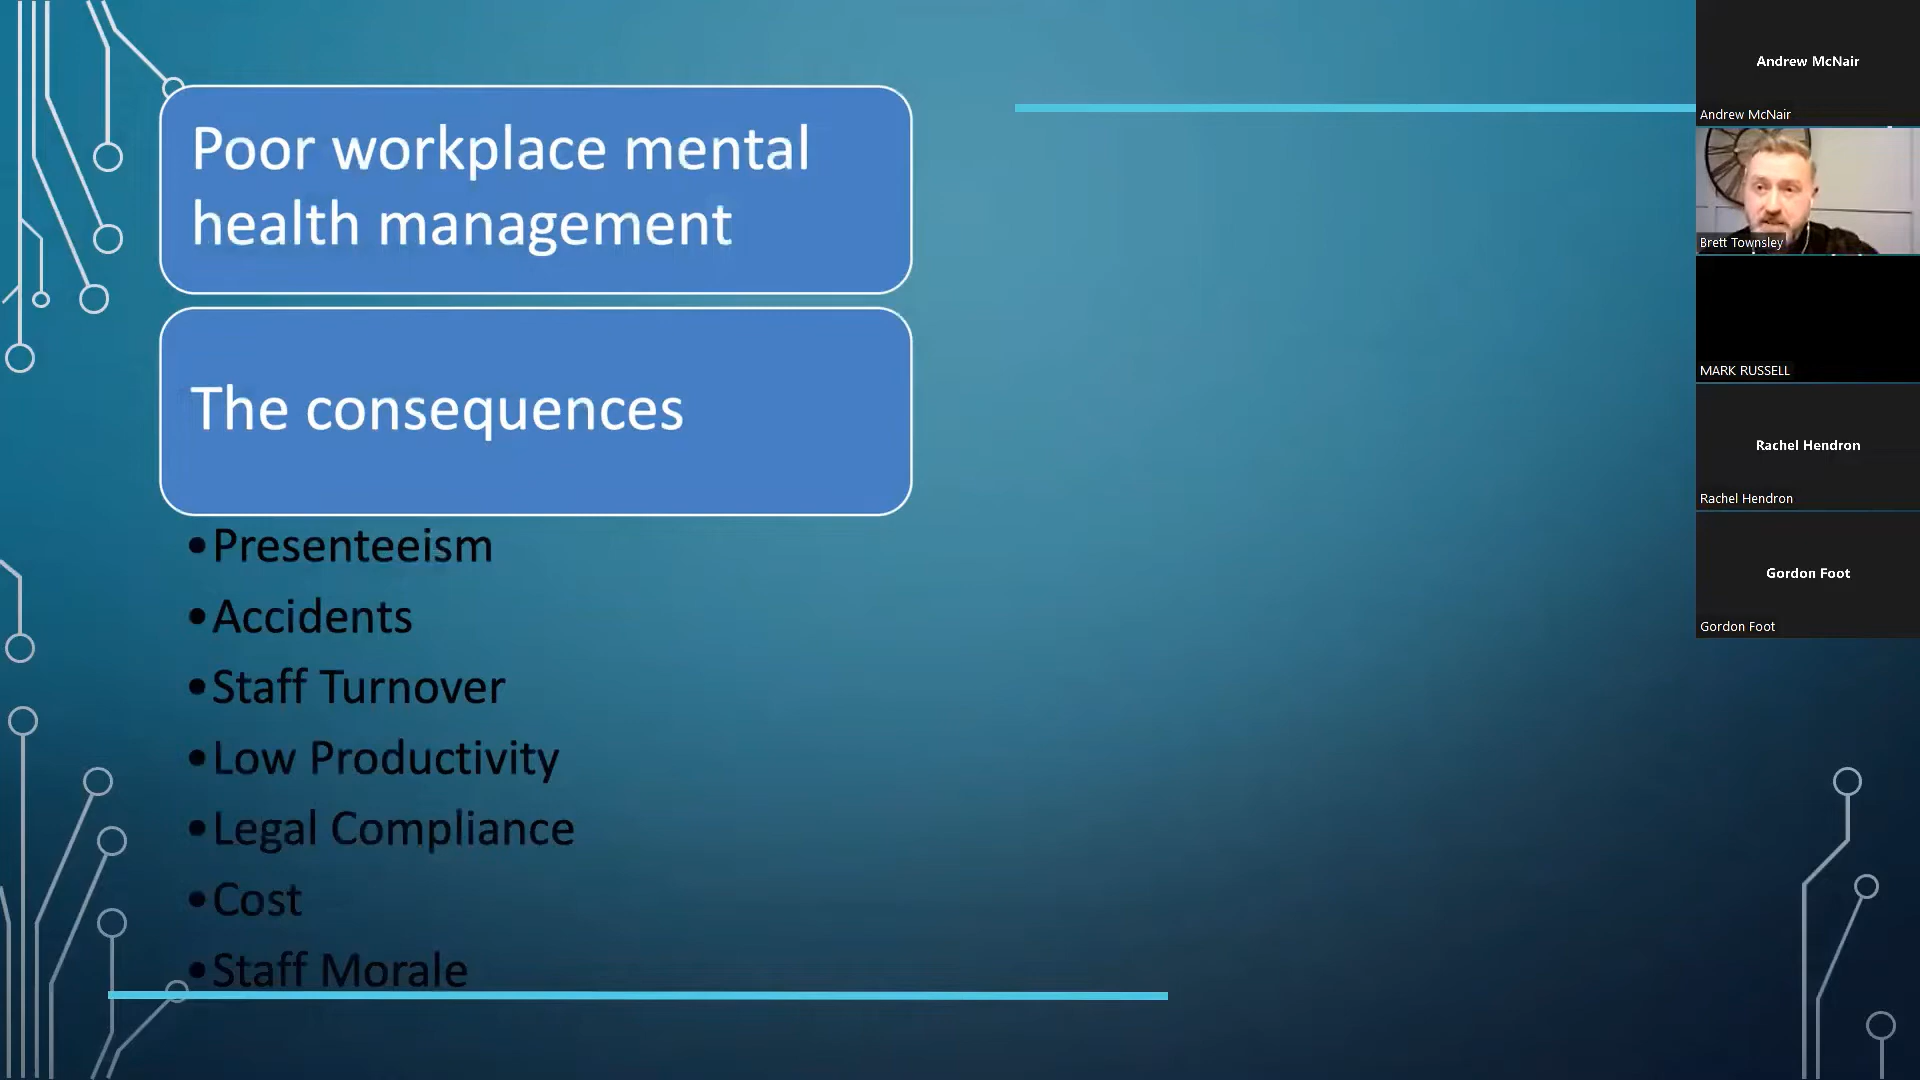 Poor workplace mental
health management
The consequences
•Presenteeism
•Accidents
•Staff Turnover
•Low Productivity
•Legal Compliance
•Cost
•Staff Morale
Andrew McNair
Andrew McNair
Brett Townsley
MARK RUSSELL
Rachel Hendron
Rachel Hendron
Gordon Foot
Gordon Foot